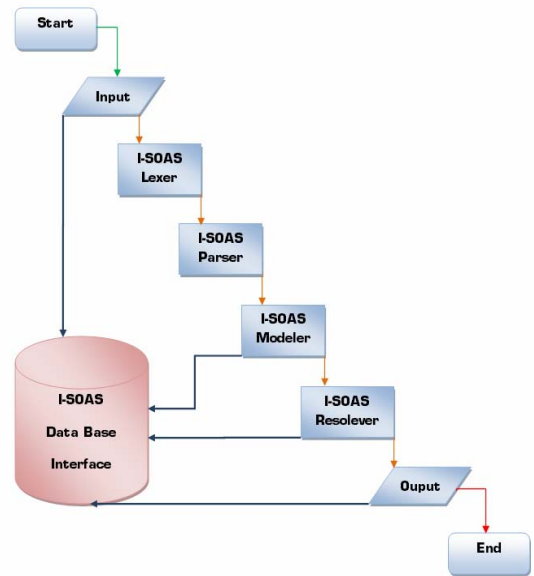 Start
Input
I-SOAS
Lexer
I-SOAS
Parser
I-SOAS
Modeler
I-SOAS
Resolever
I-SOAS
Data Base
Interface
Ouput
End